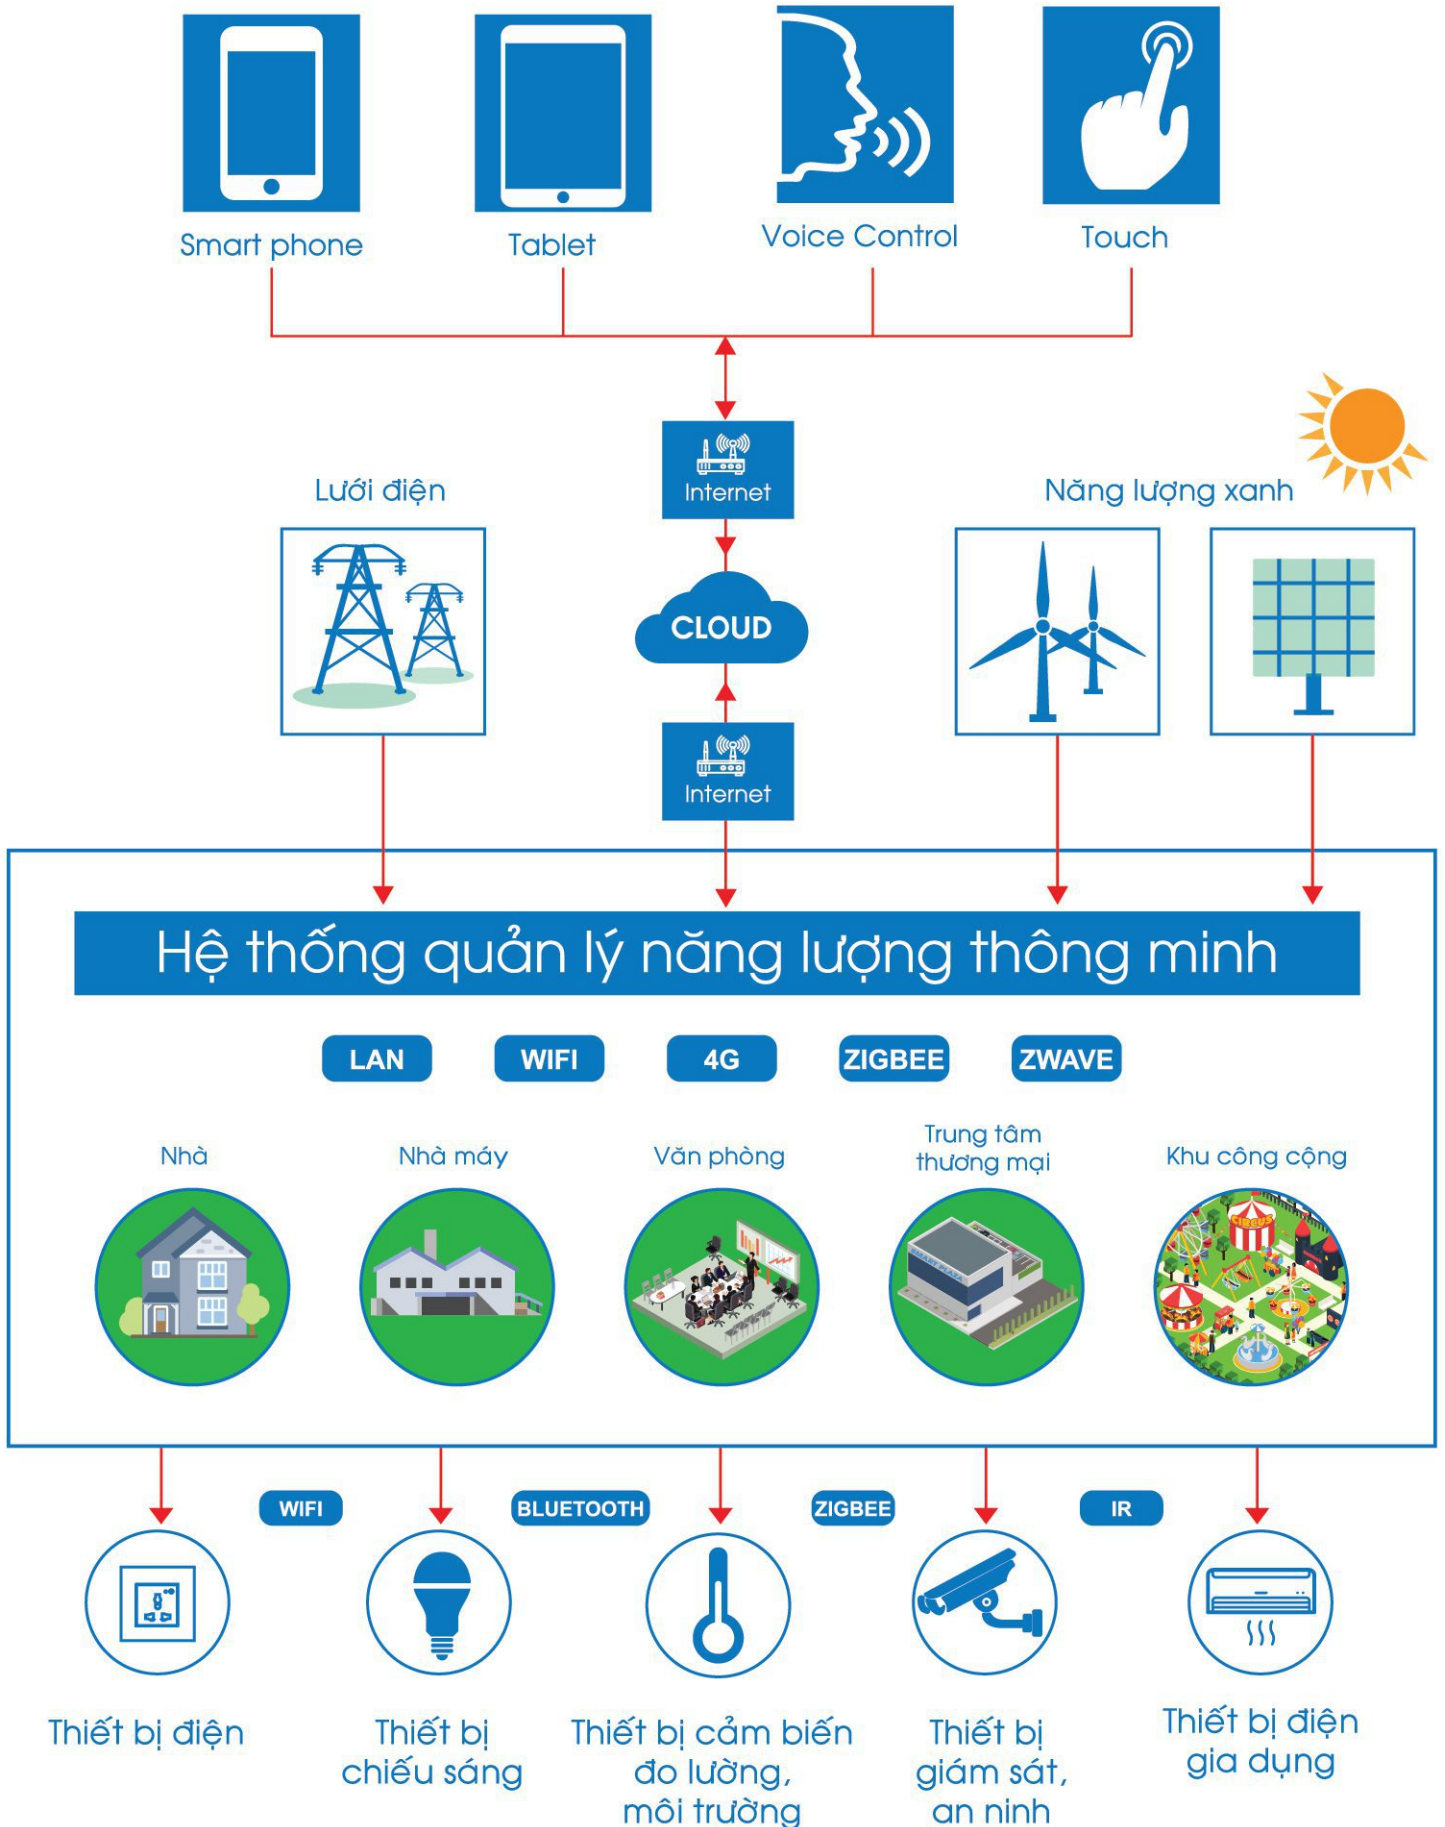 Smart phone
Tablet
Voice Control
Touch
Internet
Lưới điện
Năng lượng xanh
CLOUD
Internet
Hệ thống quản lý năng lượng thông minh
LAN
WIFI
4G
ZIGBEE
ZWAVE
Nhà
Nhà máy
Văn phòng
Trung tâm
thương mại
Khu công cộng
CIRCUS
WIFI
BLUETOOTH
ZIGBEE
IR
Thiết bị điện
Thiết bị
chiếu sáng
Thiết bị cảm biến
đo lường,
môi trường
Thiết bị
giám sát,
an ninh
Thiết bị điện
gia dụng